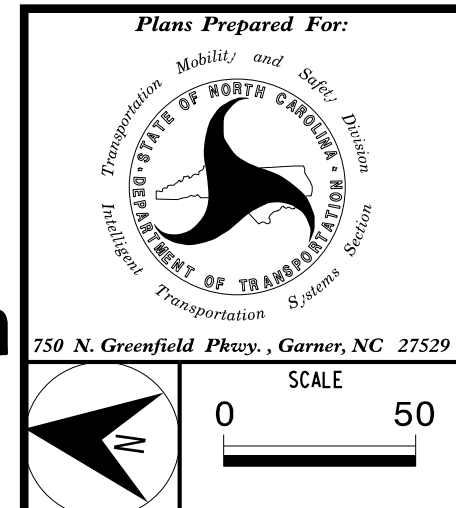 Plans Prepared For:
Transportation Mobility and Safety Division
STATE OF NORTH CAROLINA
DEPARTMENT OF TRANSPORTATION
Intelligent Transportation Systems Section
750 N. Greenfield Pkwy. , Garner, NC 27529
N
SCALE
0 50